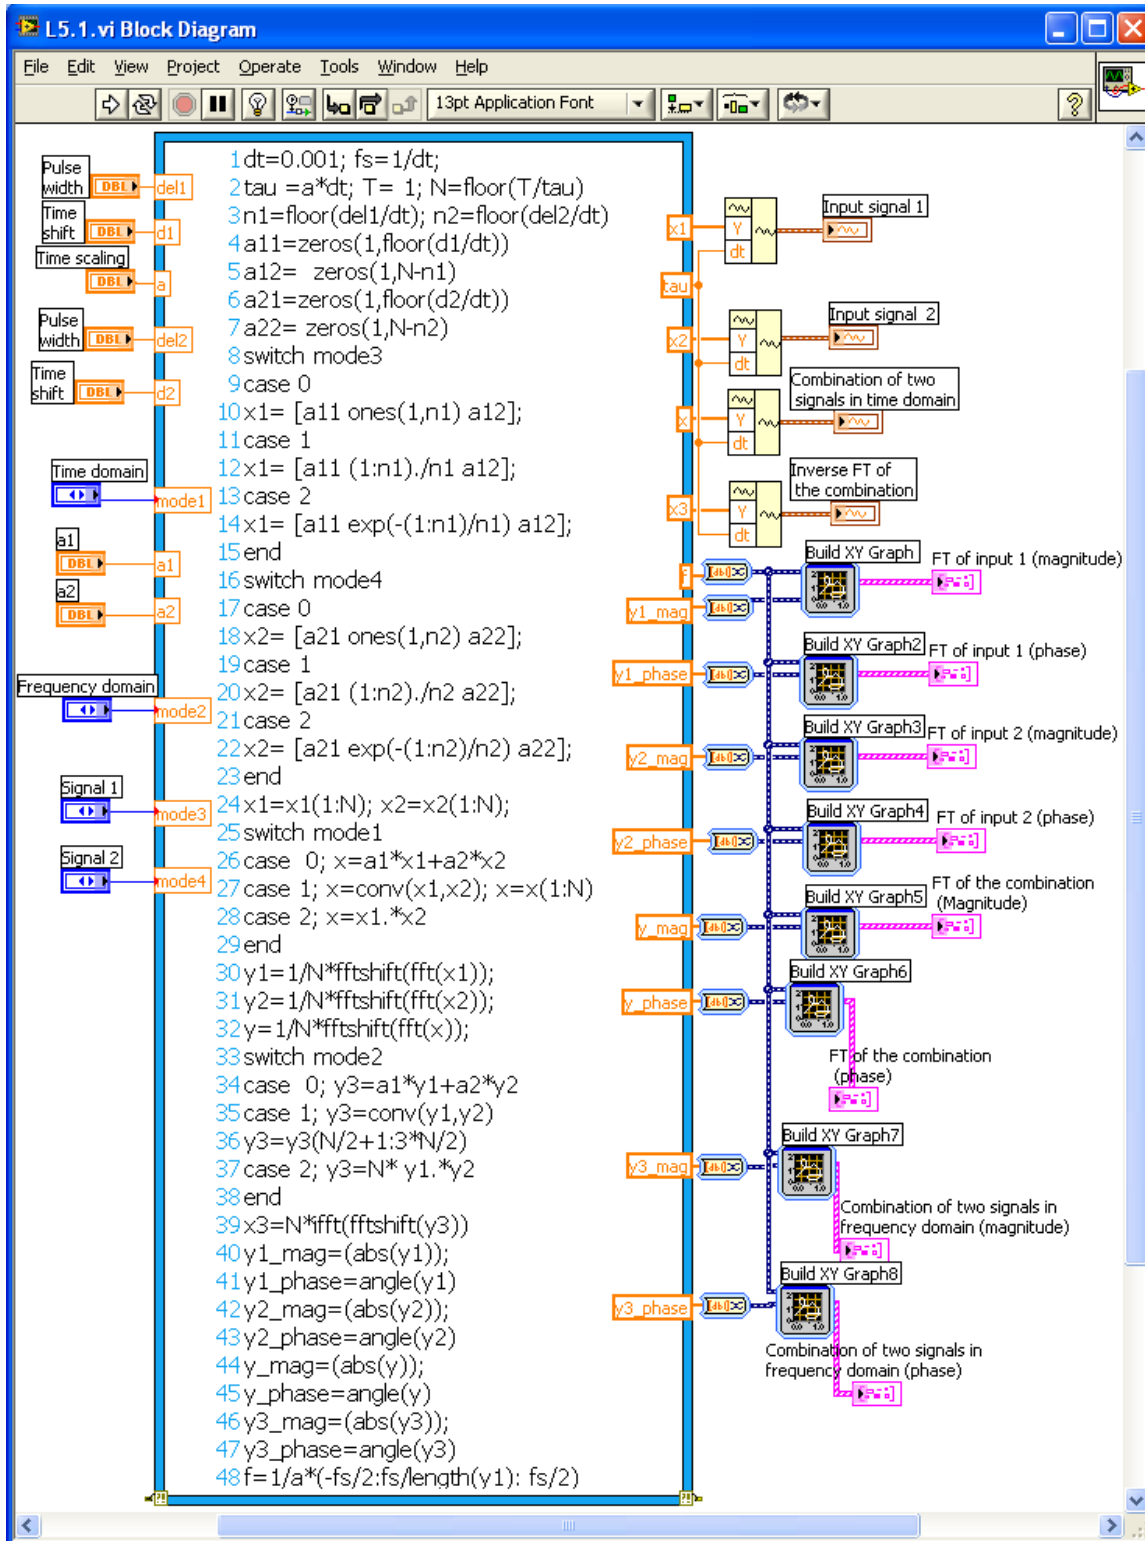 L5.1.vi Block Diagram
File Edit View Project Operate Tools Window Help
13pt Application Font
Pulse
width
DBL
del1
Time
shift
DBL
d1
Time scaling
DBL
a
Pulse
width
DBL
del2
Time
shift
DBL
d2
Time domain
mode1
a1
DBL
a1
a2
DBL
a2
Frequency domain
mode2
Signal 1
mode3
Signal 2
mode4
1 dt=0.001; fs=1/dt;
2 tau =a*dt; T= 1; N=floor(T/tau)
3 n1=floor(del1/dt); n2=floor(del2/dt)
4 a11=zeros(1,floor(d1/dt))
5 a12=  zeros(1,N-n1)
6 a21=zeros(1,floor(d2/dt))
7 a22= zeros(1,N-n2)
8 switch mode3
9 case 0
10 x1= [a11 ones(1,n1) a12];
11 case 1
12 x1= [a11 (1:n1)./n1 a12];
13 case 2
14 x1= [a11 exp(-(1:n1)/n1) a12];
15 end
16 switch mode4
17 case 0
18 x2= [a21 ones(1,n2) a22];
19 case 1
20 x2= [a21 (1:n2)./n2 a22];
21 case 2
22 x2= [a21 exp(-(1:n2)/n2) a22];
23 end
24 x1=x1(1:N); x2=x2(1:N);
25 switch mode1
26 case  0; x=a1*x1+a2*x2
27 case 1; x=conv(x1,x2); x=x(1:N)
28 case 2; x=x1.*x2
29 end
30 y1=1/N*fftshift(fft(x1));
31 y2=1/N*fftshift(fft(x2));
32 y=1/N*fftshift(fft(x));
33 switch mode2
34 case  0; y3=a1*y1+a2*y2
35 case 1; y3=conv(y1,y2)
36 y3=y3(N/2+1:3*N/2)
37 case 2; y3=N* y1.*y2
38 end
39 x3=N*ifft(fftshift(y3))
40 y1_mag=(abs(y1));
41 y1_phase=angle(y1)
42 y2_mag=(abs(y2));
43 y2_phase=angle(y2)
44 y_mag=(abs(y));
45 y_phase=angle(y)
46 y3_mag=(abs(y3));
47 y3_phase=angle(y3)
48 f=1/a*(-fs/2:fs/length(y1): fs/2)
x1
Y
dt
Input signal 1
tau
x2
Y
dt
Input signal  2
x
Y
dt
Combination of two
signals in time domain
x3
Y
dt
Inverse FT of
the combination
f
Build XY Graph
FT of input 1 (magnitude)
y1_mag
Build XY Graph2
FT of input 1 (phase)
y1_phase
Build XY Graph3
FT of input 2 (magnitude)
y2_mag
Build XY Graph4
FT of input 2 (phase)
y2_phase
Build XY Graph5
FT of the combination
(Magnitude)
y_mag
Build XY Graph6
y_phase
FT of the combination
(phase)
Build XY Graph7
y3_mag
Combination of two signals in
frequency domain (magnitude)
Build XY Graph8
y3_phase
Combination of two signals in
frequency domain (phase)